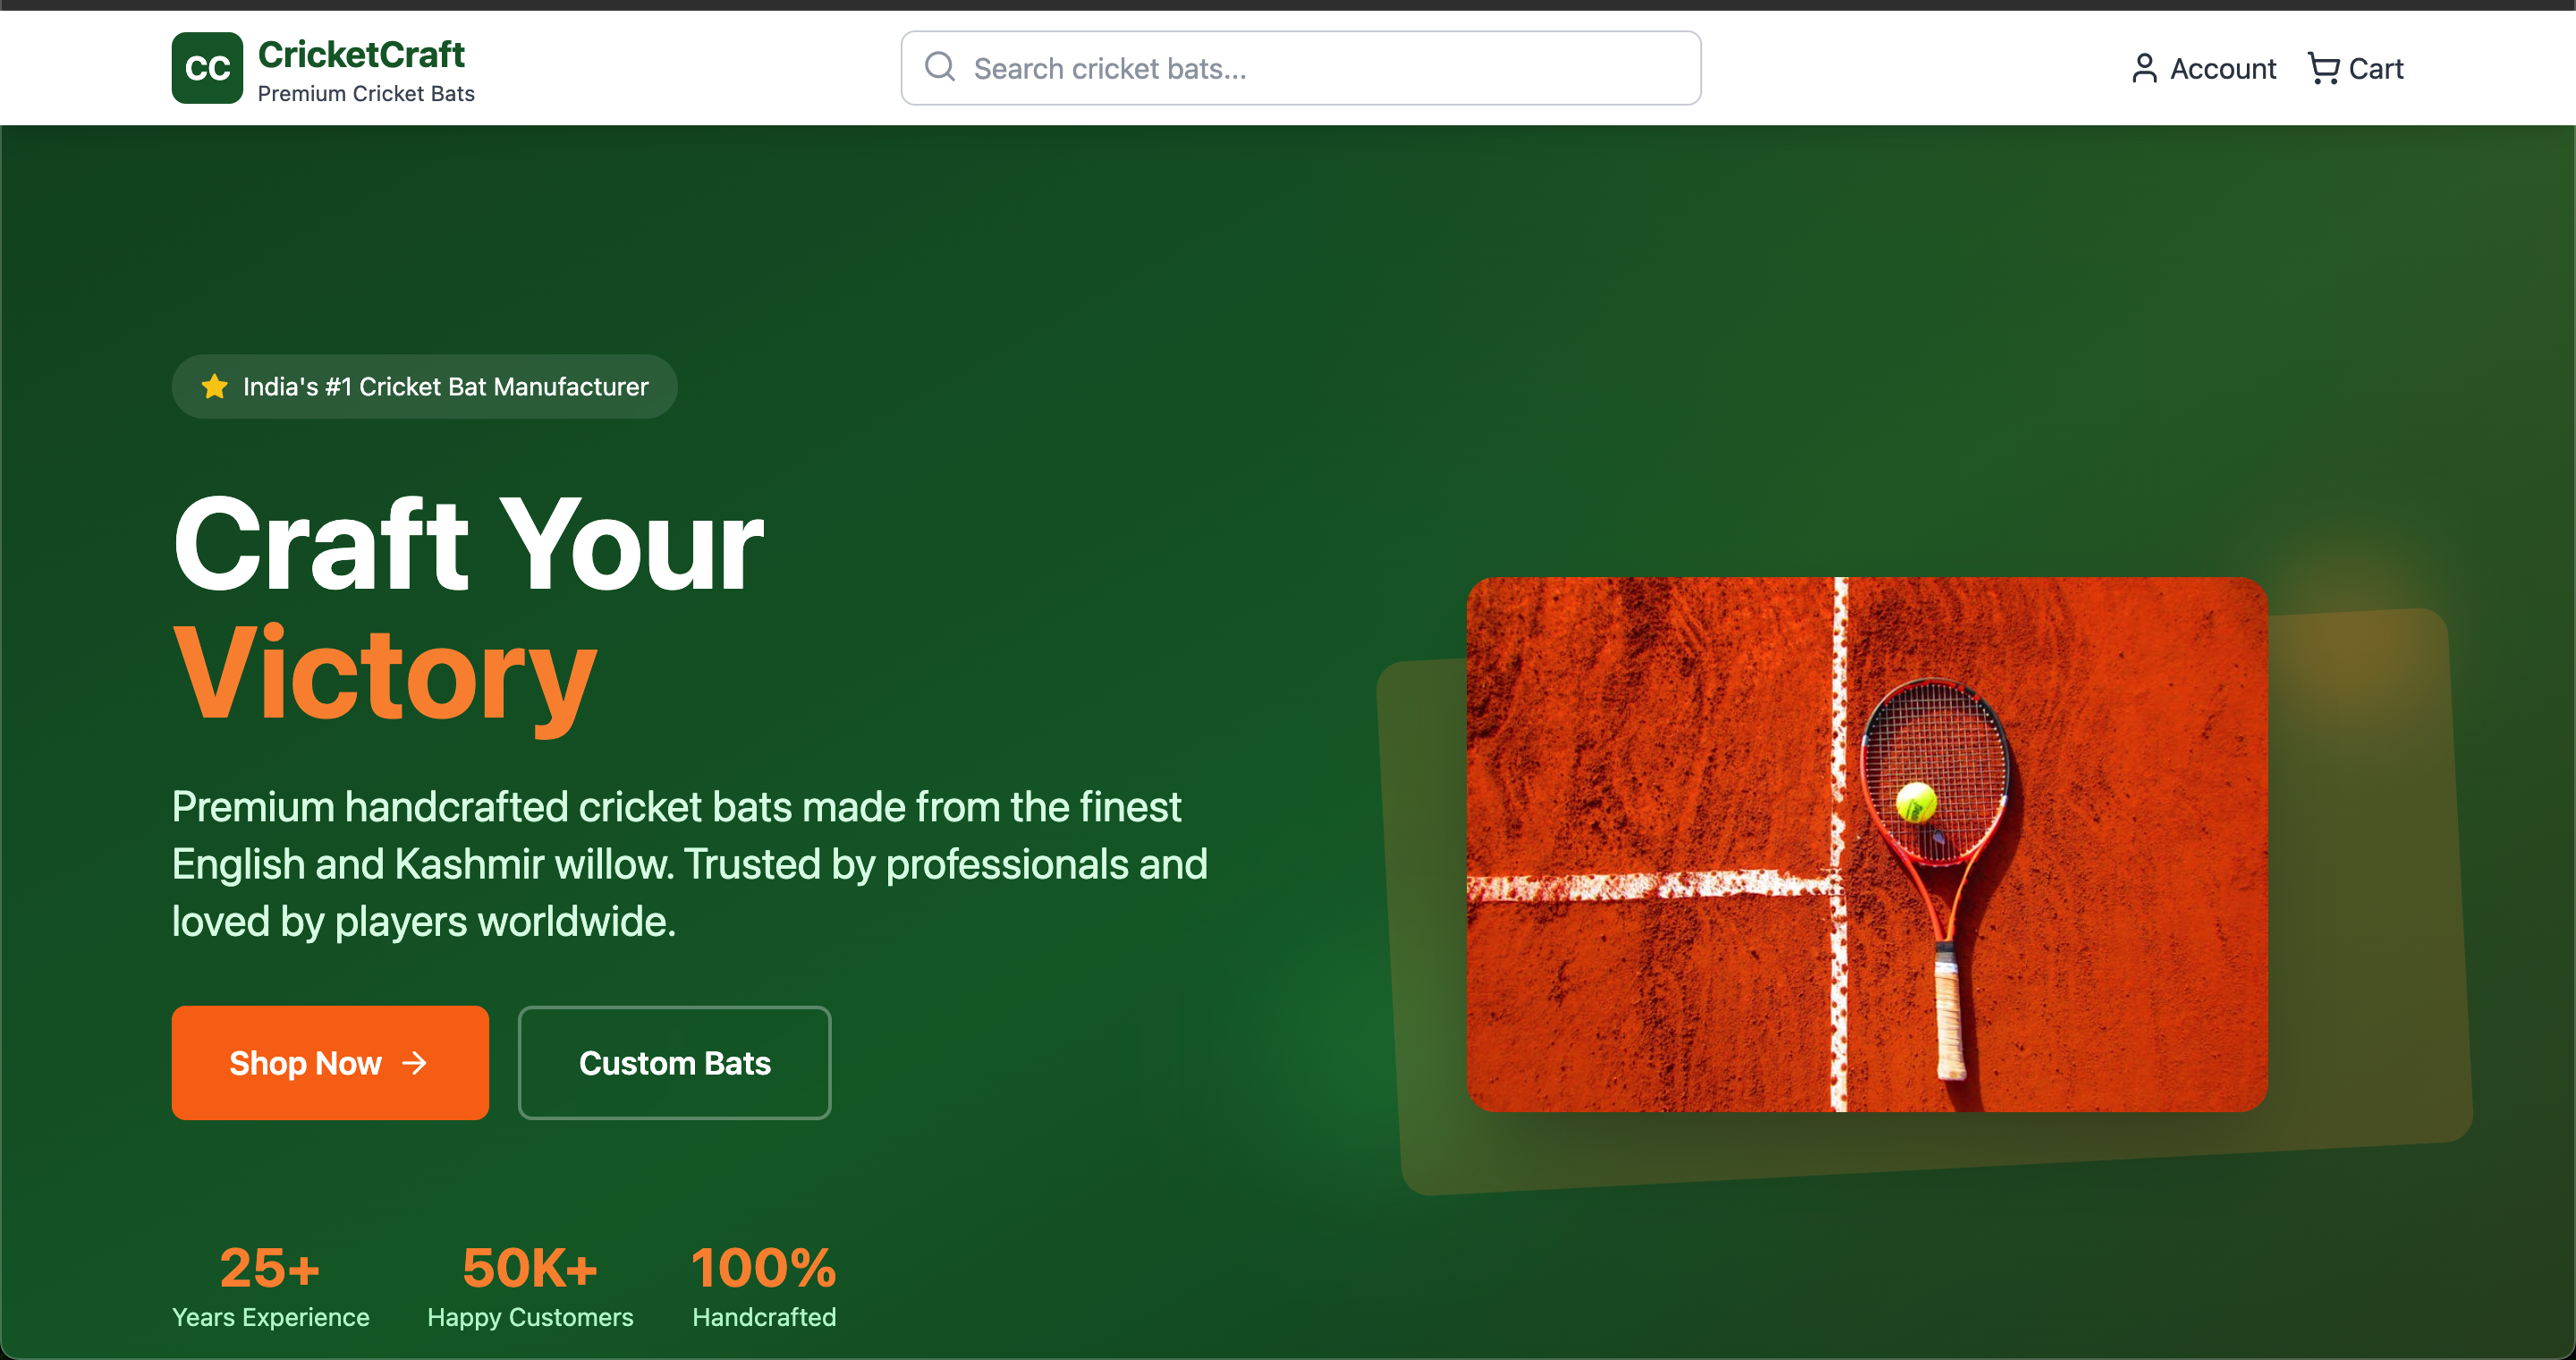 CC
CricketCraft
Premium Cricket Bats
Search cricket bats...
Account
Cart
India's #1 Cricket Bat Manufacturer
Craft Your
Victory
Premium handcrafted cricket bats made from the finest
English and Kashmir willow. Trusted by professionals and
loved by players worldwide.
Shop Now →
Custom Bats
25+
Years Experience
50K+
Happy Customers
100%
Handcrafted